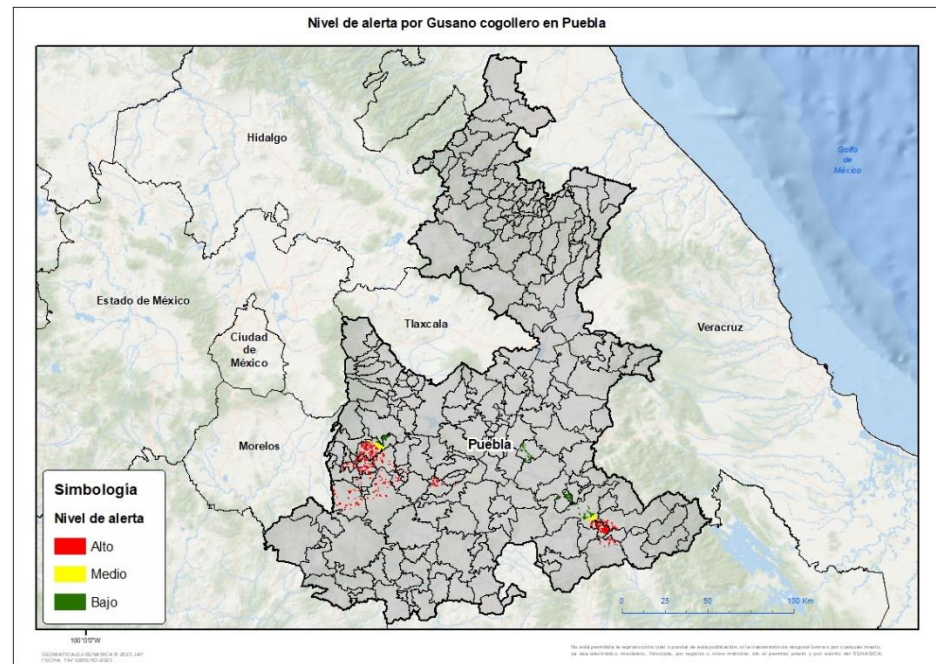 Nivel de alerta por Gusano cogollero en Puebla
Hidalgo
Golfo
de
México
Estado de México
Tlaxcala
Veracruz
Ciudad
de
México
Morelos
Puebla
Simbología
Nivel de alerta
Alto
Medio
Bajo
0 25 50 100 Km
100°0'0"W